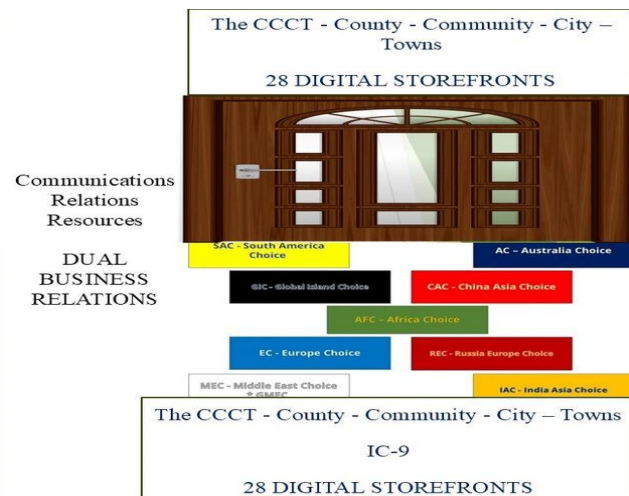 The CCCT - County - Community - City –
Towns
28 DIGITAL STOREFRONTS
Communications
Relations
Resources
DUAL
BUSINESS
RELATIONS
SAC - South America
Choice
AC – Australia Choice
GIC - Global Island Choice
CAC - China Asia Choice
AFC – Africa Choice
EC - Europe Choice
REC - Russia Europe Choice
MEC - Middle East Choice
* GMEC
IAC - India Asia Choice
The CCCT - County - Community - City – Towns
IC-9
28 DIGITAL STOREFRONTS